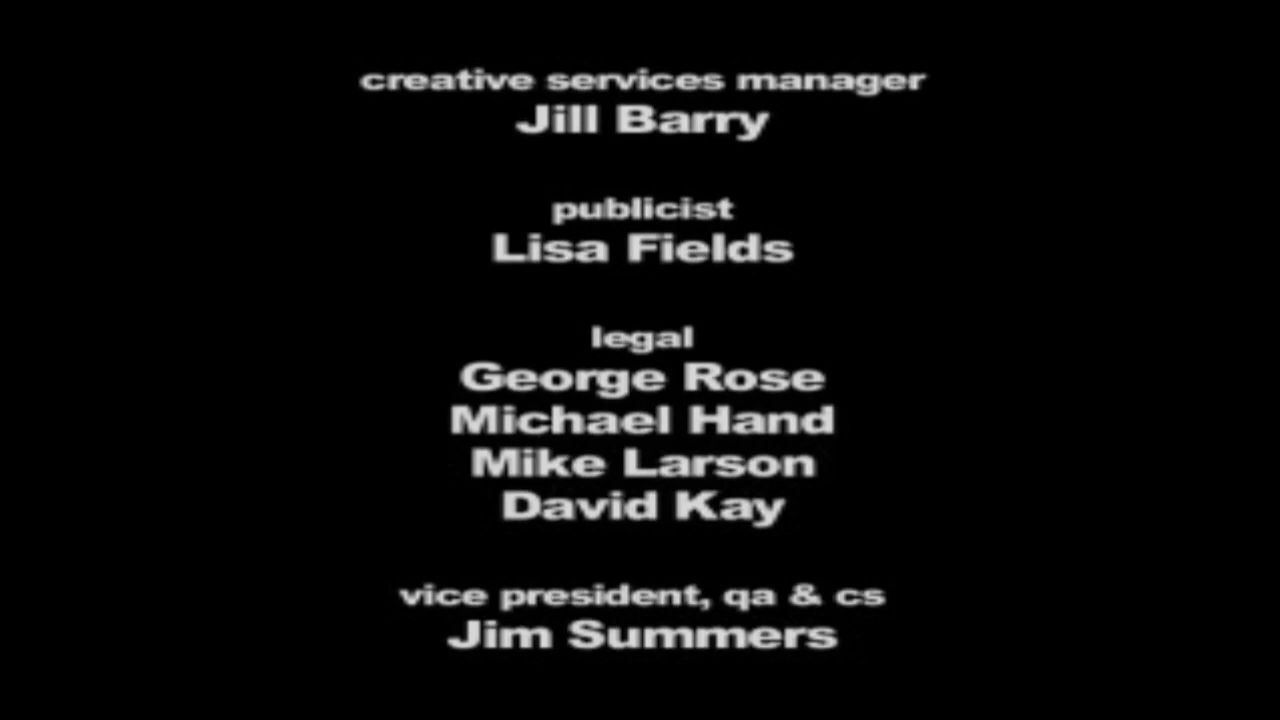 creative services manager
Jill Barry
publicist
Lisa Fields
legal
George Rose
Michael Hand
Mike Larson
David Kay
vice president, qa & cs
Jim Summers